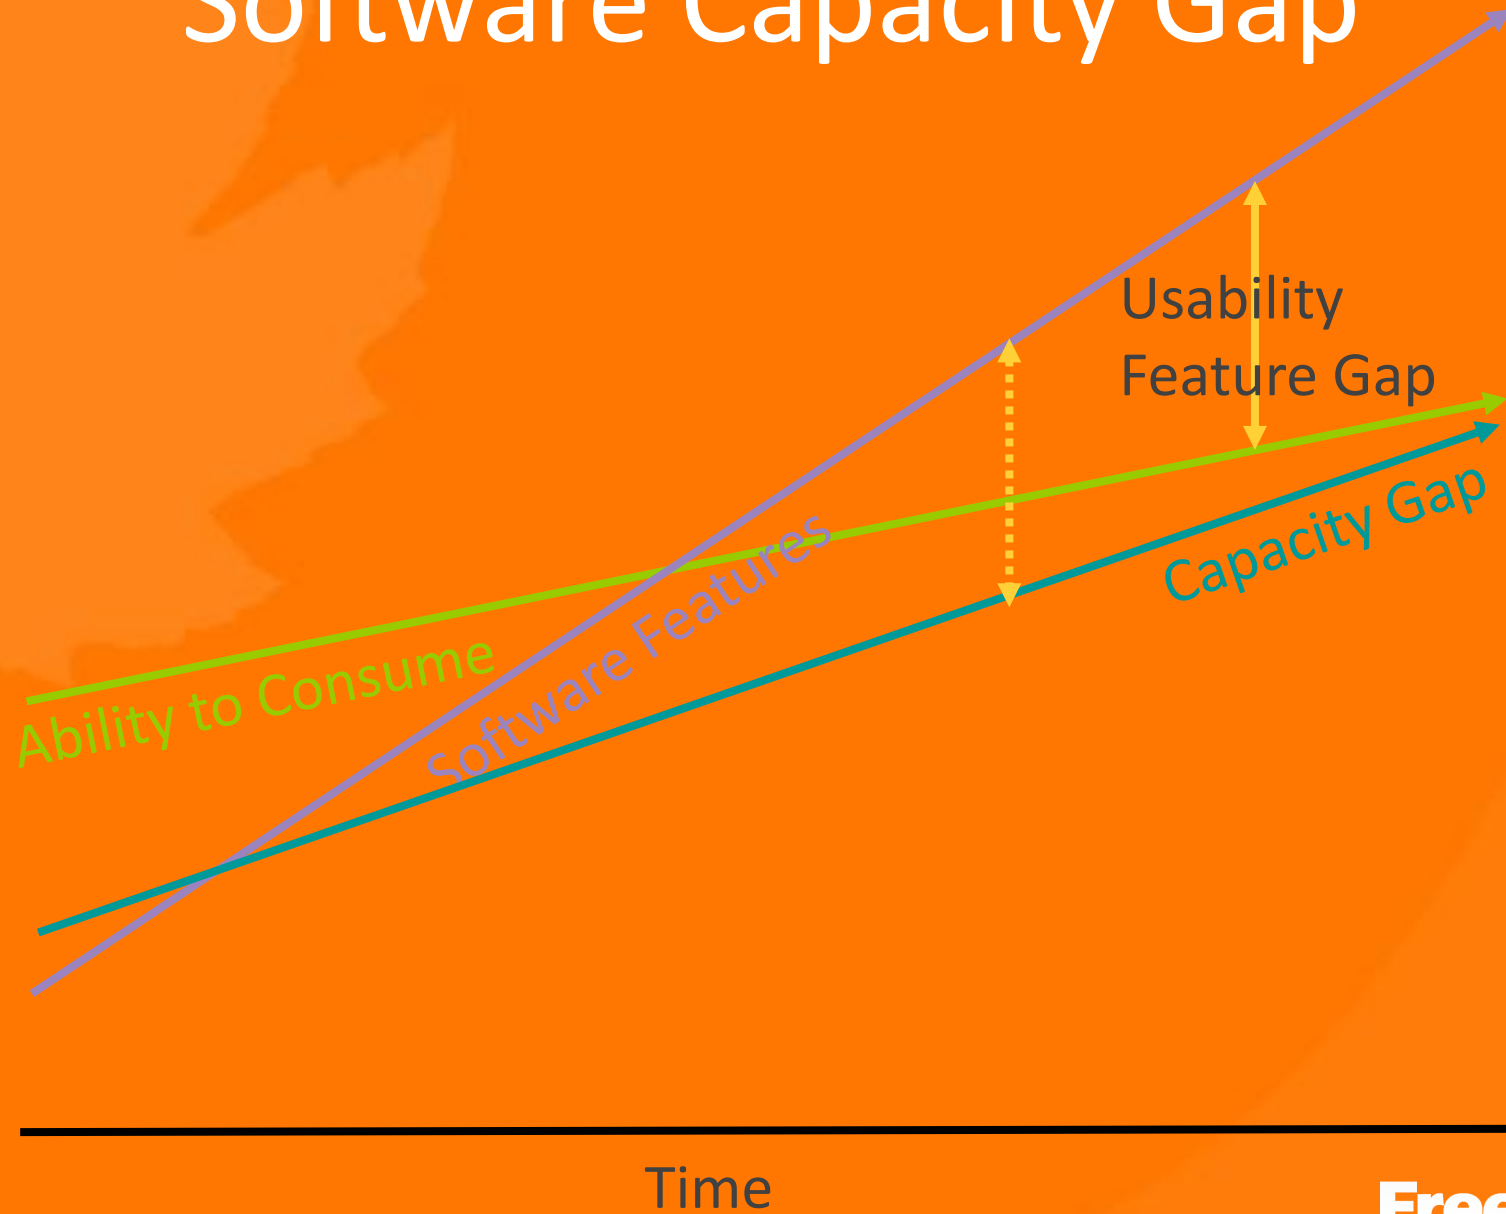 Software Capacity Gap
Usability
Feature Gap
Capacity Gap
Software Features
Ability to Consume
Time